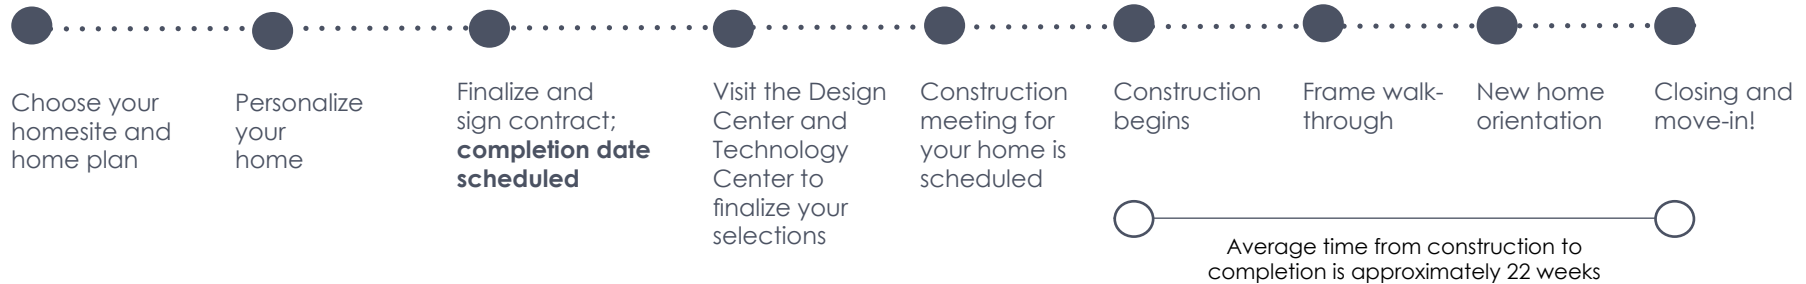 Choose your
homesite and
home plan
Personalize
your
home
Finalize and
sign contract;
completion date
scheduled
Visit the Design
Center and
Technology
Center to
finalize your
selections
Construction
meeting for
your home is
scheduled
Construction
begins
Frame walk-
through
New home
orientation
Closing and
move-in!
Average time from construction to
completion is approximately 22 weeks